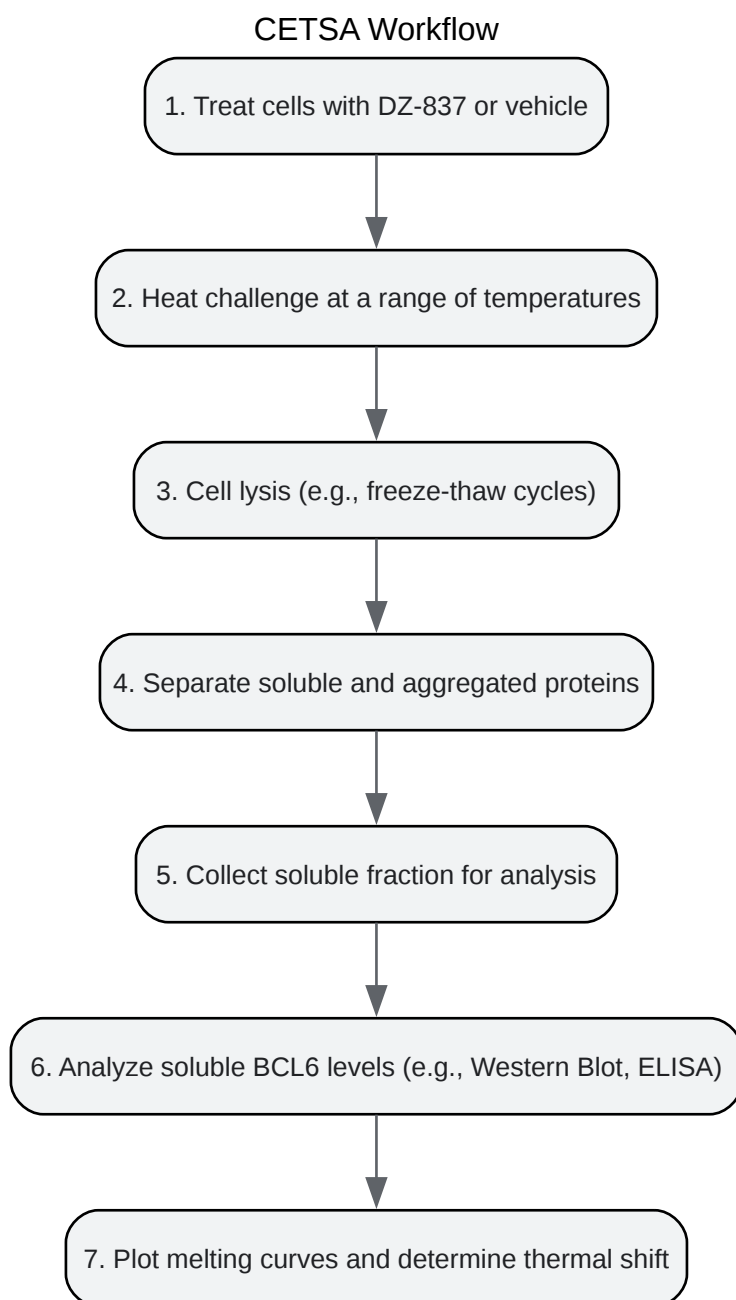 CETSA Workflow
1. Treat cells with DZ-837 or vehicle
2. Heat challenge at a range of temperatures
3. Cell lysis (e.g., freeze-thaw cycles)
4. Separate soluble and aggregated proteins
5. Collect soluble fraction for analysis
6. Analyze soluble BCL6 levels (e.g., Western Blot, ELISA)
7. Plot melting curves and determine thermal shift